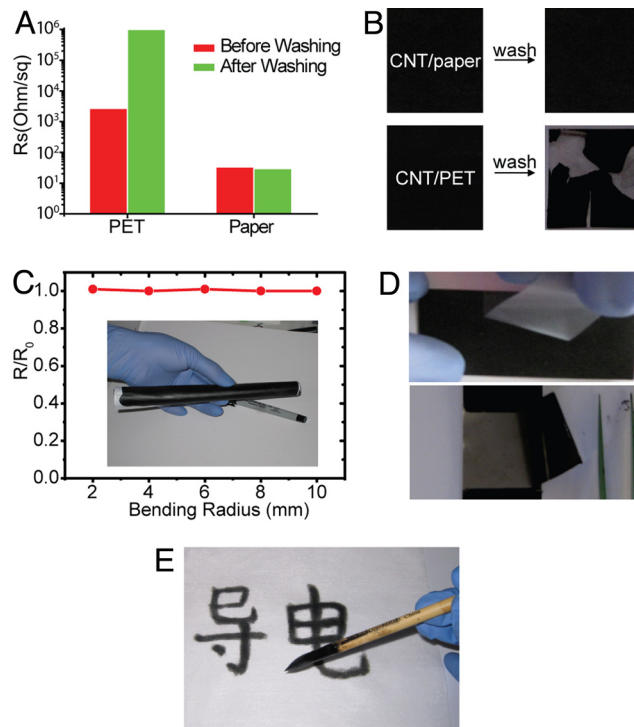 A
Rs(Ohm/sq)
10⁶
10⁵
10⁴
10³
10²
10¹
10⁰
Before Washing
After Washing
PET
Paper
B
CNT/paper
wash
CNT/PET
wash
C
R/R₀
1.0
0.8
0.6
0.4
0.2
0.0
2 4 6 8 10
Bending Radius (mm)
D
E
导电